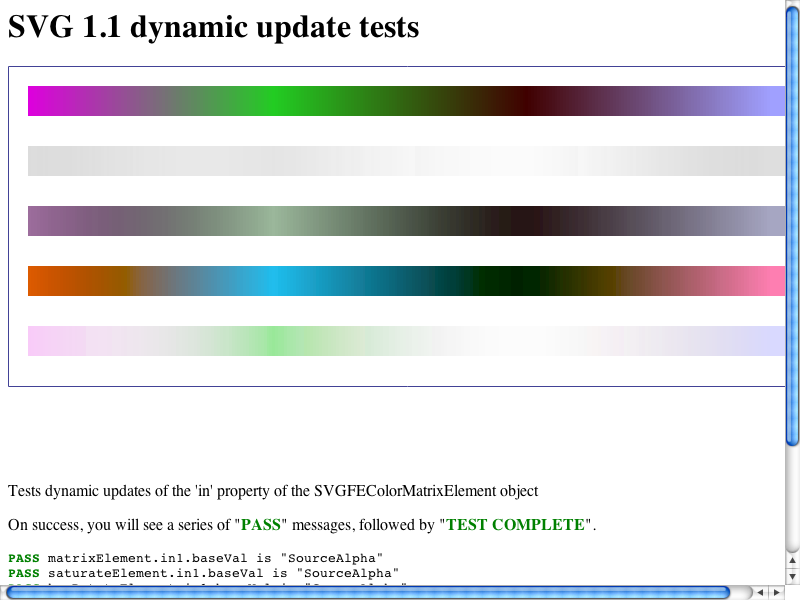 SVG 1.1 dynamic update tests
Tests dynamic updates of the 'in' property of the SVGFEColorMatrixElement object
On success, you will see a series of "PASS" messages, followed by "TEST COMPLETE".
PASS matrixElement.in1.baseVal is "SourceAlpha"
PASS saturateElement.in1.baseVal is "SourceAlpha"